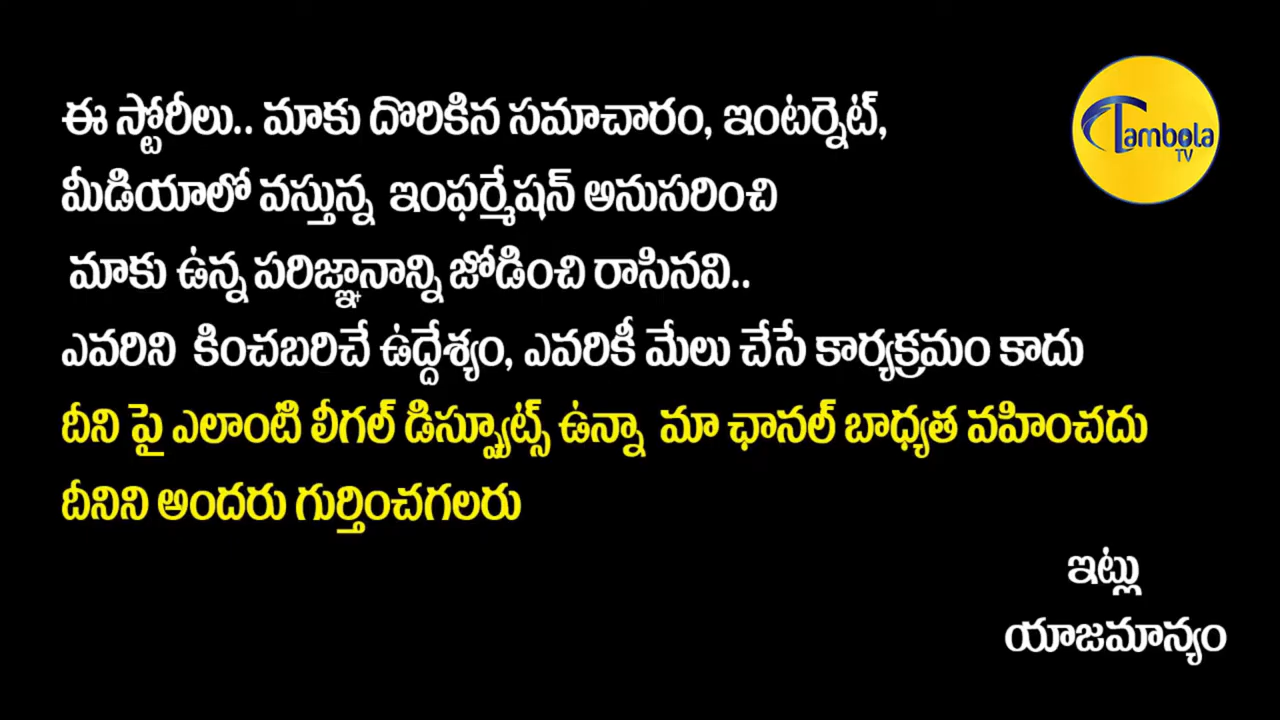 ఈ స్టోరీలు.. మాకు దొరికిన సమాచారం, ఇంటర్నెట్,
Tambola
TV
మీడియాలో వస్తున్న ఇంఫర్మేషన్ అనుసరించి
మాకు ఉన్న పరిజ్ఞానాన్ని జోడించి రాసినవి..
ఎవరిని కించబరిచే ఉద్దేశ్యం, ఎవరికీ మేలు చేసే కార్యక్రమం కాదు
దీని పై ఎలాంటి లీగల్ డిస్ప్యూట్స్ ఉన్నా మా ఛానల్ బాధ్యత వహించదు
దీనిని అందరు గుర్తించగలరు
ఇట్లు
యాజమాన్యం